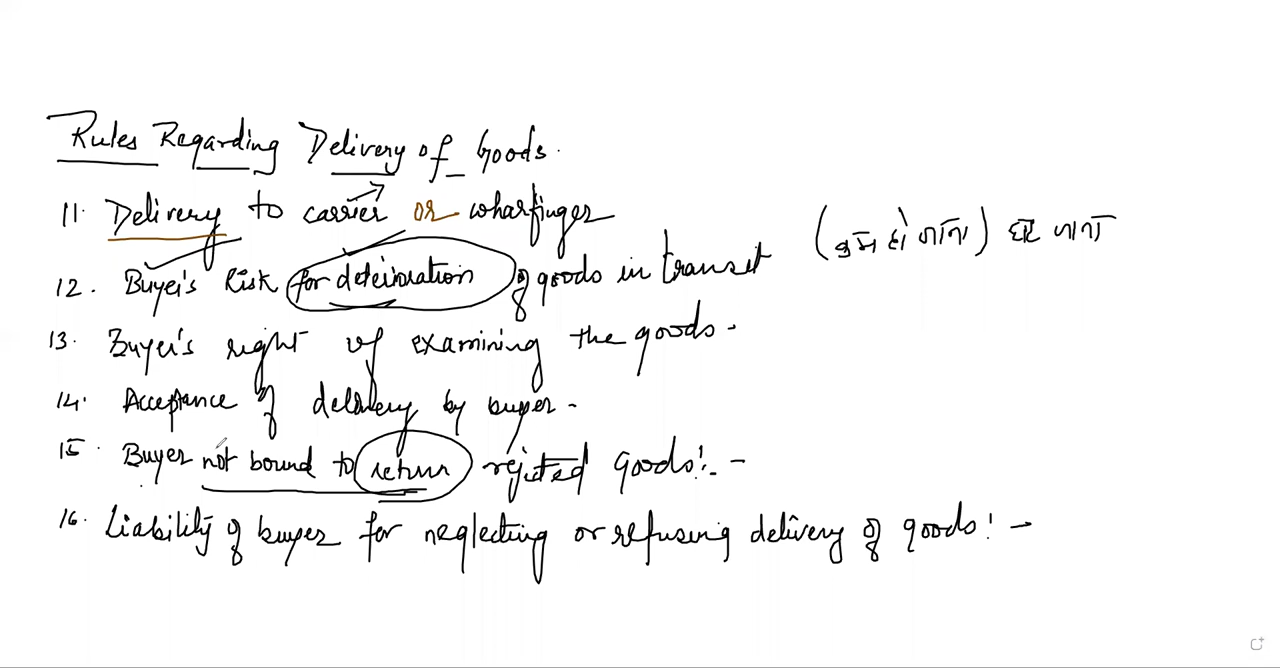 Rules Regarding Delivery of Goods.
11. Delivery to carrier or wharfinger
12. Buyer's Risk for deterioration of goods in transit (कम हो जाना) घट जाना
13. Buyer's right of examining the goods -
14. Acceptance of delivery by buyer -
15. Buyer not bound to return rejected goods! -
16. Liability of buyer for neglecting or refusing delivery of goods! -